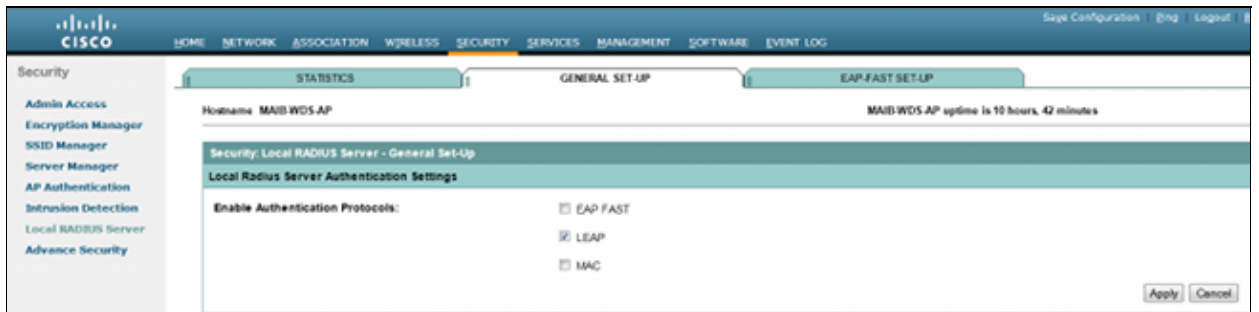 Save Configuration | Ping | Logout |
CISCO
HOME NETWORK ASSOCIATION WIRELESS SECURITY SERVICES MANAGEMENT SOFTWARE EVENT LOG
Security
Admin Access
Encryption Manager
SSID Manager
Server Manager
AP Authentication
Intrusion Detection
Local RADIUS Server
Advance Security
STATISTICS GENERAL SET-UP EAP-FAST SET-UP
Hostname MAIB-WDS-AP MAIB-WDS-AP uptime is 10 hours, 42 minutes
Security: Local RADIUS Server - General Set-Up
Local Radius Server Authentication Settings
Enable Authentication Protocols: EAP FAST
LEAP
MAC
Apply Cancel